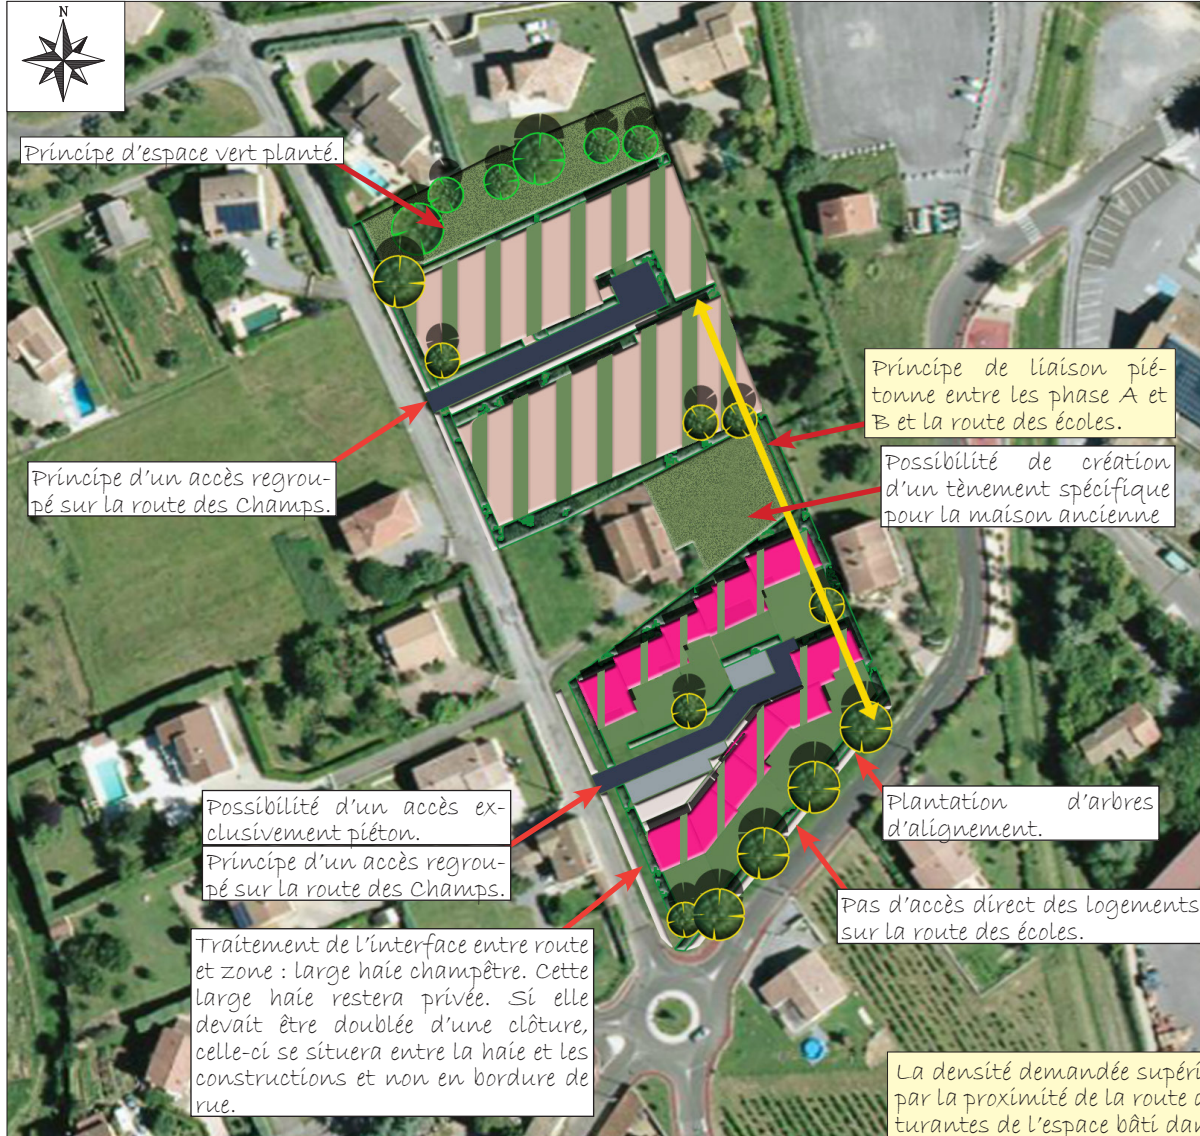 N
Principe d'espace vert planté.
Principe de liaison pié-
tonne entre les phase A et
B et la route des écoles.
Principe d'un accès regrou-
pé sur la route des Champs.
Possibilité de création
d'un tènement spécifique
pour la maison ancienne
Possibilité d'un accès ex-
clusivement piéton.
Principe d'un accès regrou-
pé sur la route des Champs.
Plantation d'arbres
d'alignement.
Pas d'accès direct des logements
sur la route des écoles.
Traitement de l'interface entre route
et zone : large haie champêtre. Cette
large haie restera privée. Si elle
devait être doublée d'une clôture,
celle-ci se situera entre la haie et les
constructions et non en bordure de
rue.
La densité demandée supéri
par la proximité de la route d
turantes de l'espace bâti dan